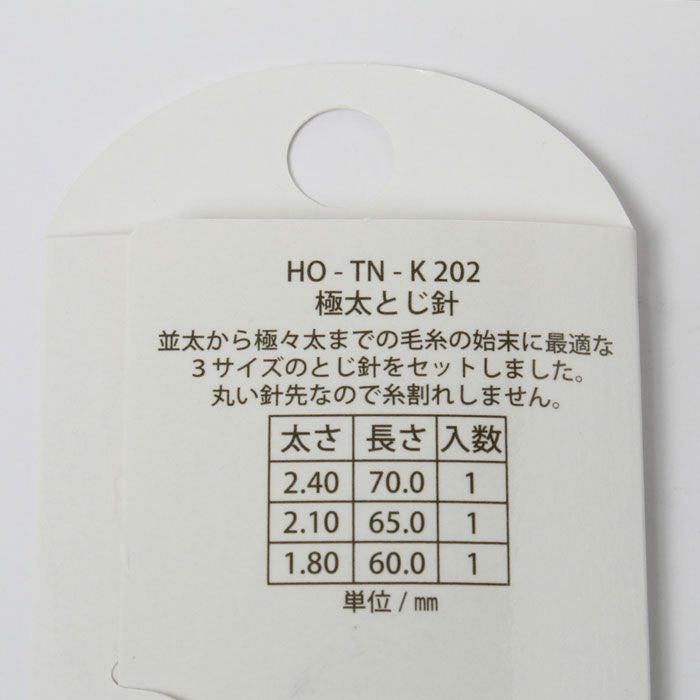 HO - TN - K 202
極太とじ針
並太から極々太までの毛糸の始末に最適な
3サイズのとじ針をセットしました。
丸い針先なので糸割れしません。
太さ 長さ 入数
2.40 70.0 1
2.10 65.0 1
1.80 60.0 1
単位 / ㎜